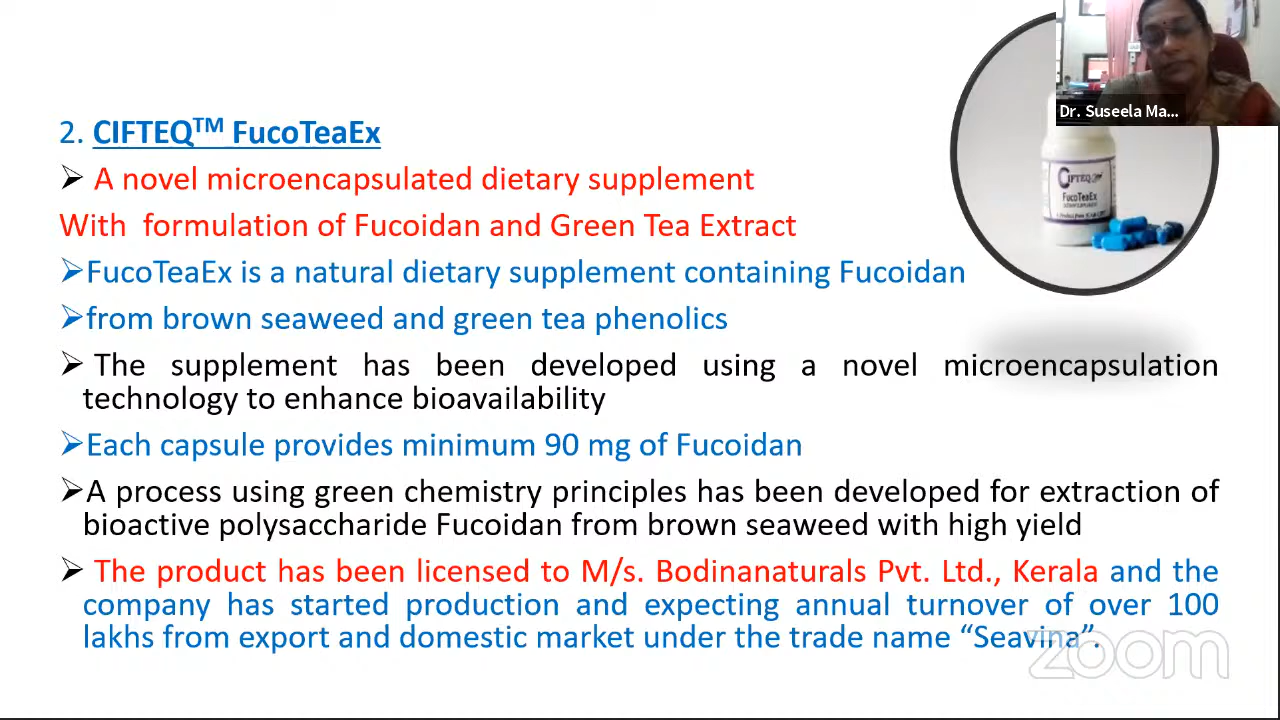 Dr. Suseela Ma...
2. CIFTEQTM FucoTeaEx
➢ A novel microencapsulated dietary supplement
With formulation of Fucoidan and Green Tea Extract
➢FucoTeaEx is a natural dietary supplement containing Fucoidan
➢from brown seaweed and green tea phenolics
➢ The supplement has been developed using a novel microencapsulation
technology to enhance bioavailability
➢Each capsule provides minimum 90 mg of Fucoidan
➢A process using green chemistry principles has been developed for extraction of
bioactive polysaccharide Fucoidan from brown seaweed with high yield
➢ The product has been licensed to M/s. Bodinanaturals Pvt. Ltd., Kerala and the
company has started production and expecting annual turnover of over 100
lakhs from export and domestic market under the trade name “Seavina”.
CIFTEQ
FucoTeaEx
zoom